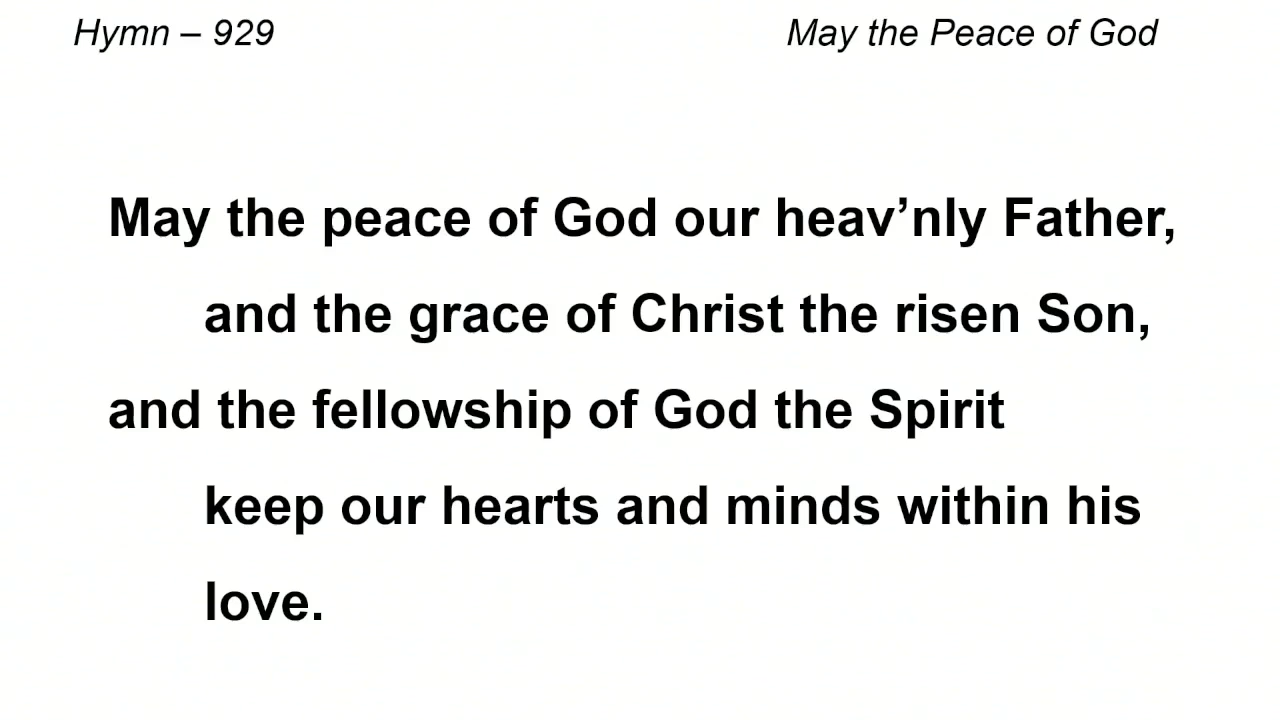 Hymn – 929
May the Peace of God
May the peace of God our heav’nly Father,
and the grace of Christ the risen Son,
and the fellowship of God the Spirit
keep our hearts and minds within his
love.